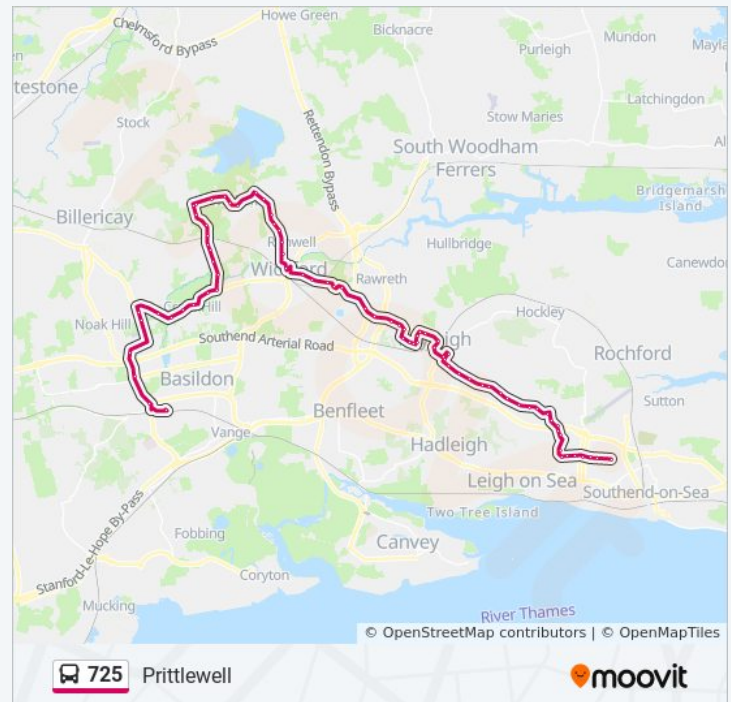 Howe Green
Bicknacre
Mundon
Chelmsford Bypass
Purleigh
Mayla
testone
Latchingdon
Stock
Rettendon Bypass
Stow Maries
South Woodham
Ferrers
Billericay
Bridgemarsh
Island
Hullbridge
Wickford
Rawreth
Canewdon
Hockley
Noak Hill
Southend Arterial Road
Rochford
Basildon
Sutton
Benfleet
Vange
Hadleigh
Leigh on Sea
Southend-on-Sea
Two Tree Island
Stanford-Le-Hope By-Pass
Fobbing
Canvey
Coryton
Mucking
River Thames
© OpenStreetMap contributors | © OpenMapTiles
725 Prittlewell
moovit